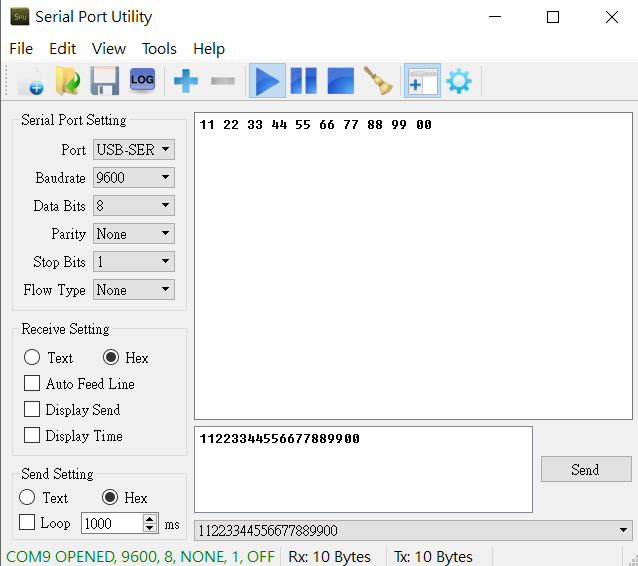 SPU Serial Port Utility
File Edit View Tools Help
LOG
Serial Port Setting
Port USB-SER
Baudrate 9600
Data Bits 8
Parity None
Stop Bits 1
Flow Type None
Receive Setting
Text Hex
Auto Feed Line
Display Send
Display Time
Send Setting
Text Hex
Loop 1000 ms
11 22 33 44 55 66 77 88 99 00
11223344556677889900
Send
11223344556677889900
COM9 OPENED, 9600, 8, NONE, 1, OFF Rx: 10 Bytes Tx: 10 Bytes